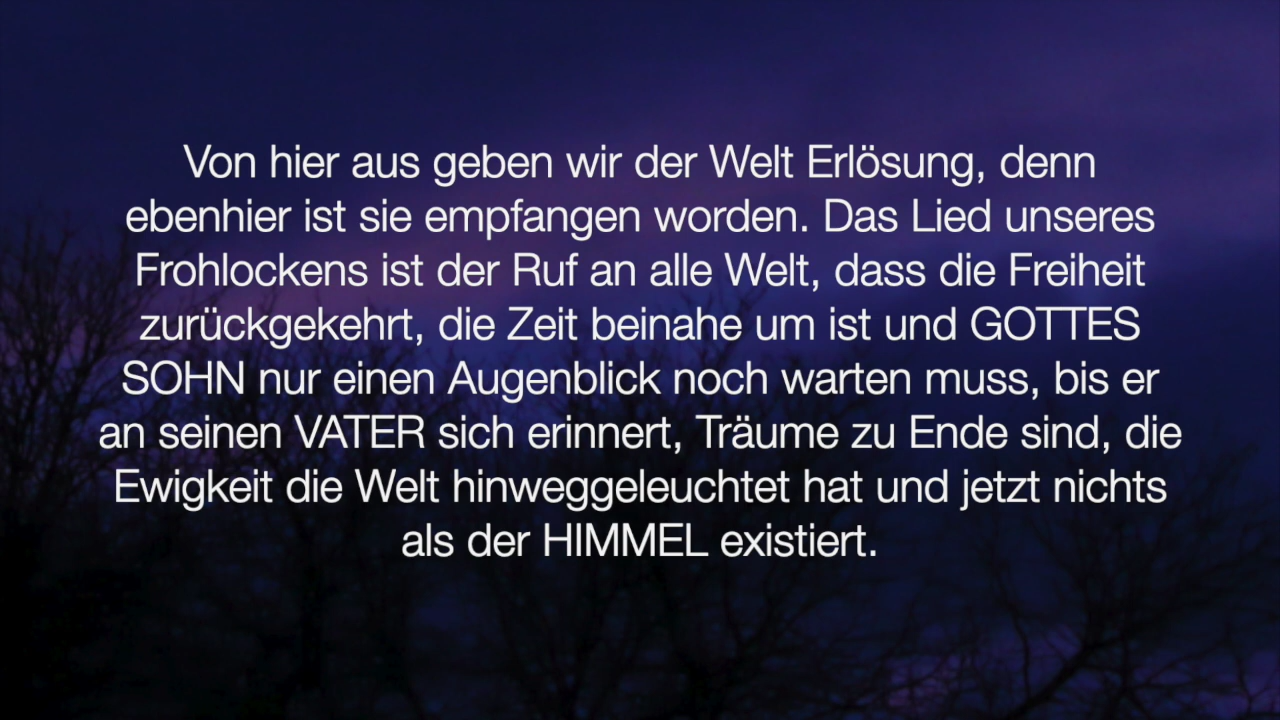 Von hier aus geben wir der Welt Erlösung, denn
ebenhier ist sie empfangen worden. Das Lied unseres
Frohlockens ist der Ruf an alle Welt, dass die Freiheit
zurückgekehrt, die Zeit beinahe um ist und GOTTES
SOHN nur einen Augenblick noch warten muss, bis er
an seinen VATER sich erinnert, Träume zu Ende sind, die
Ewigkeit die Welt hinweggeleuchtet hat und jetzt nichts
als der HIMMEL existiert.